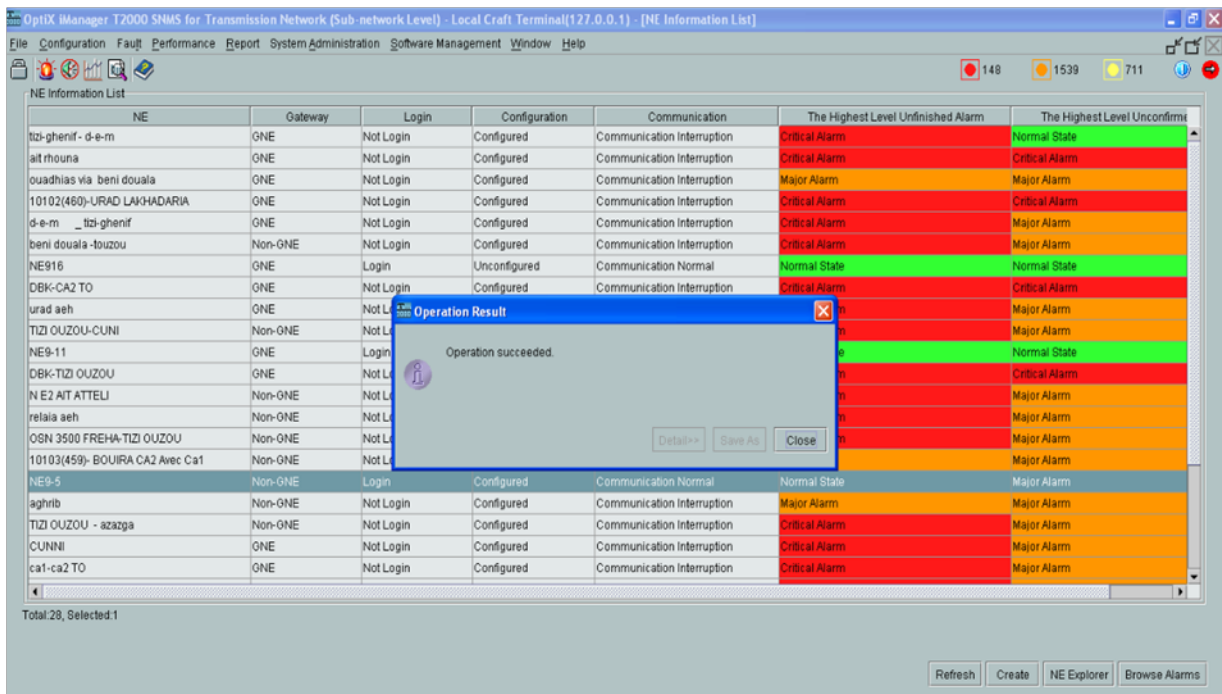 OptiX iManager T2000 SNMS for Transmission Network (Sub-network Level) - Local Craft Terminal(127.0.0.1) - [NE Information List]
File Configuration Fault Performance Report System Administration Software Management Window Help
148 1539 711
NE Information List
NE Gateway Login Configuration Communication The Highest Level Unfinished Alarm The Highest Level Unconfirme
tizi-ghenif - d-e-m GNE Not Login Configured Communication Interruption Critical Alarm Normal State
ait rhouna GNE Not Login Configured Communication Interruption Critical Alarm Critical Alarm
ouadhias via beni douala GNE Not Login Configured Communication Interruption Major Alarm Major Alarm
10102(460)-URAD LAKHADARIA GNE Not Login Configured Communication Interruption Critical Alarm Critical Alarm
d-e-m _ tizi-ghenif GNE Not Login Configured Communication Interruption Critical Alarm Major Alarm
beni douala -touzou Non-GNE Not Login Configured Communication Interruption Critical Alarm Major Alarm
NE916 GNE Login Unconfigured Communication Normal Normal State Normal State
DBK-CA2 TO GNE Not Login Configured Communication Interruption Critical Alarm Critical Alarm
urad aeh GNE Not L Major Alarm
TIZI OUZOU-CUNI Non-GNE Not L Major Alarm
NE9-11 GNE Login Normal State
DBK-TIZI OUZOU GNE Not L Critical Alarm
N E2 AIT ATTELI Non-GNE Not L Major Alarm
relaia aeh Non-GNE Not L Major Alarm
OSN 3500 FREHA-TIZI OUZOU Non-GNE Not L Major Alarm
10103(459)- BOUIRA CA2 Avec Ca1 Non-GNE Not L Major Alarm
Operation Result
Operation succeeded.
Detail>> Save As Close
NE9-5 Non-GNE Login Configured Communication Normal Normal State Major Alarm
aghrib Non-GNE Not Login Configured Communication Interruption Major Alarm Major Alarm
TIZI OUZOU - azazga Non-GNE Not Login Configured Communication Interruption Critical Alarm Major Alarm
CUNNI GNE Not Login Configured Communication Interruption Critical Alarm Major Alarm
ca1-ca2 TO GNE Not Login Configured Communication Interruption Critical Alarm Major Alarm
Total:28, Selected:1
Refresh Create NE Explorer Browse Alarms